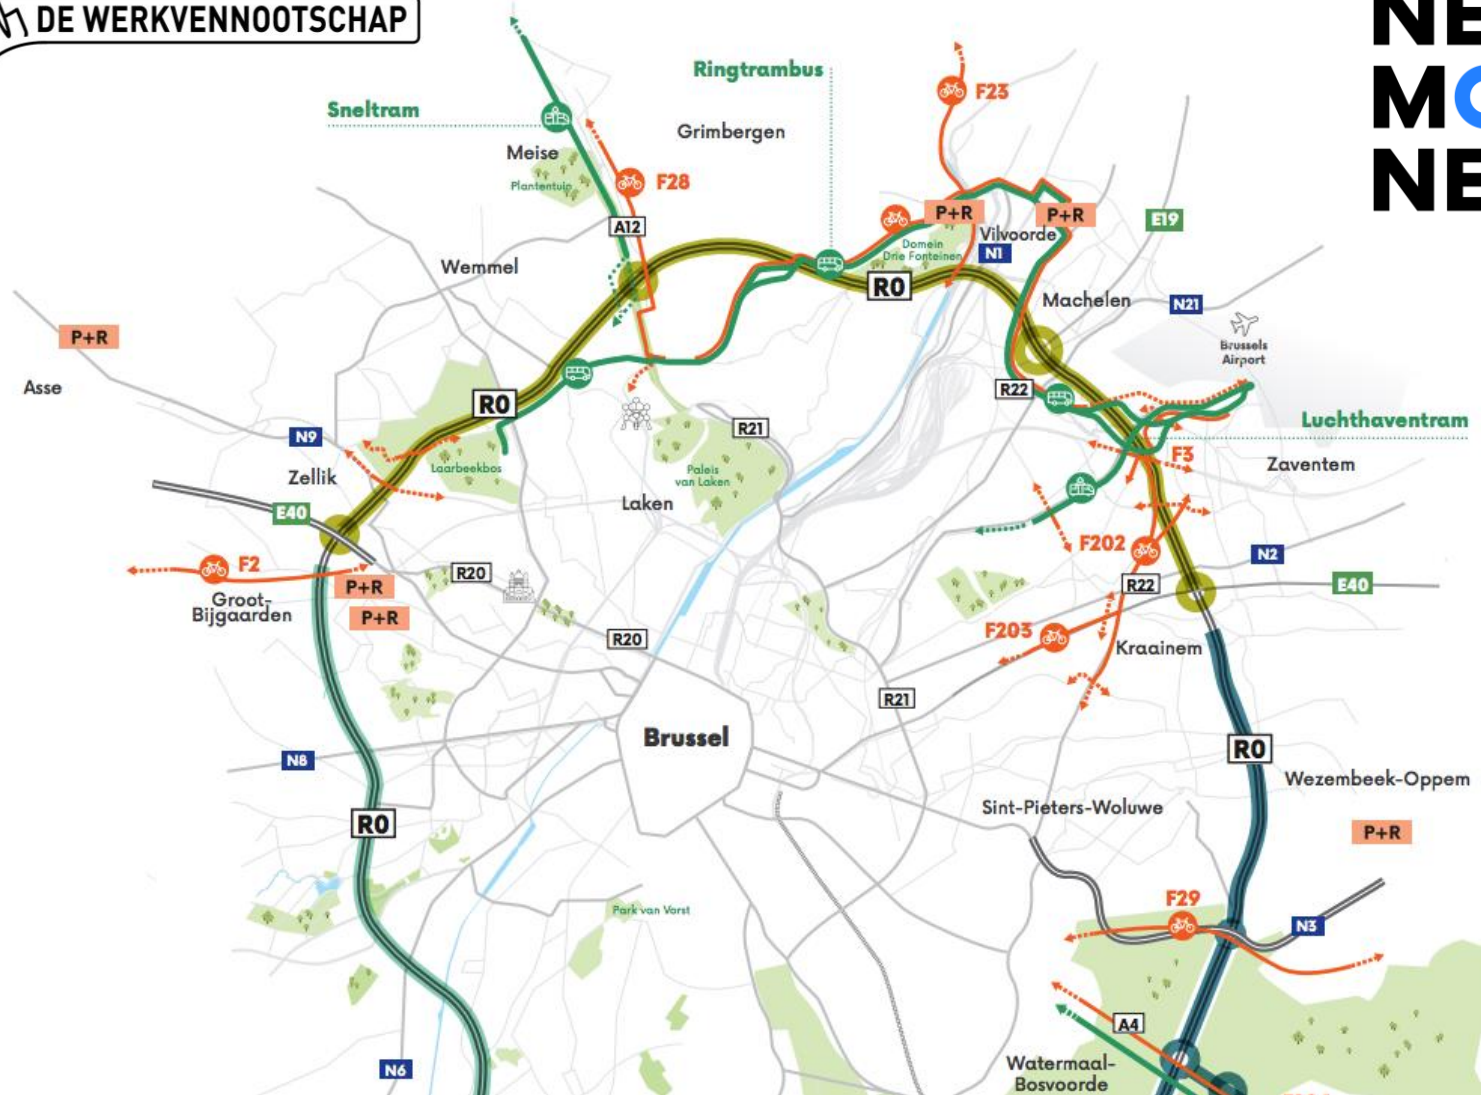 DE WERKVENNOOTSCHAP
NE
MO
NE
Ringtrambus
F23
Sneltram
Grimbergen
Meise
Plantentuin
F28
P+R
P+R
A12
Vilvoorde
E19
Domein
Drie Fonteinen
N1
Wemmel
R0
Machelen
N21
P+R
Brussels
Airport
Asse
R22
R0
Luchthaventram
N9
R21
F3
Zellik
Laarbeekbos
Paleis
van Laken
Zaventem
Laken
E40
F202
N2
F2
R20
P+R
R22
E40
Groot-
Bijgaarden
P+R
R20
F203
Kraainem
R21
Brussel
R0
N8
Wezembeek-Oppem
Sint-Pieters-Woluwe
R0
P+R
F29
Park van Vorst
N3
A4
Watermaal-
Bosvoorde
N6